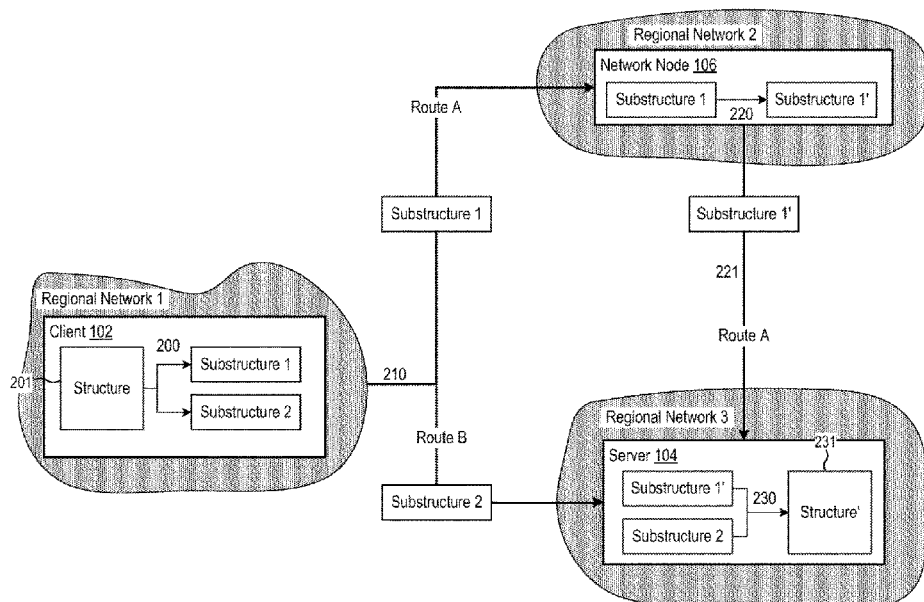 Regional Network 2
Network Node 106
Substructure 1
Substructure 1'
220
Route A
Substructure 1
Substructure 1'
221
Route A
Regional Network 1
Client 102
200
201
Structure
Substructure 1
Substructure 2
210
Route B
Substructure 2
Regional Network 3
231
Server 104
Substructure 1'
230
Structure'
Substructure 2